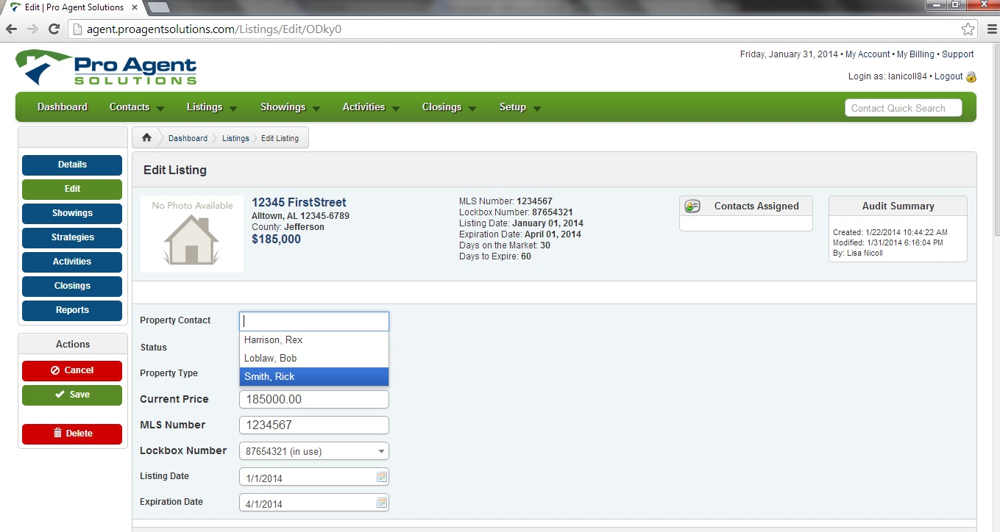 Edit | Pro Agent Solutions
agent.proagentsolutions.com/Listings/Edit/ODky0
Pro Agent
SOLUTIONS
Friday, January 31, 2014 • My Account • My Billing • Support
Login as: lanicoll84 • Logout
Dashboard Contacts Listings Showings Activities Closings Setup Contact Quick Search
Dashboard Listings Edit Listing
Details
Edit
Showings
Strategies
Activities
Closings
Reports
Actions
Cancel
Save
Delete
Edit Listing
No Photo Available
12345 FirstStreet
Alltown, AL 12345-6789
County: Jefferson
$185,000
MLS Number: 1234567
Lockbox Number: 87654321
Listing Date: January 01, 2014
Expiration Date: April 01, 2014
Days on the Market: 30
Days to Expire: 60
Contacts Assigned
Audit Summary
Created: 1/22/2014 10:44:22 AM
Modified: 1/31/2014 6:16:04 PM
By: Lisa Nicoll
Property Contact
Harrison, Rex
Loblaw, Bob
Smith, Rick
Status
Property Type
Current Price 185000.00
MLS Number 1234567
Lockbox Number 87654321 (in use)
Listing Date 1/1/2014
Expiration Date 4/1/2014